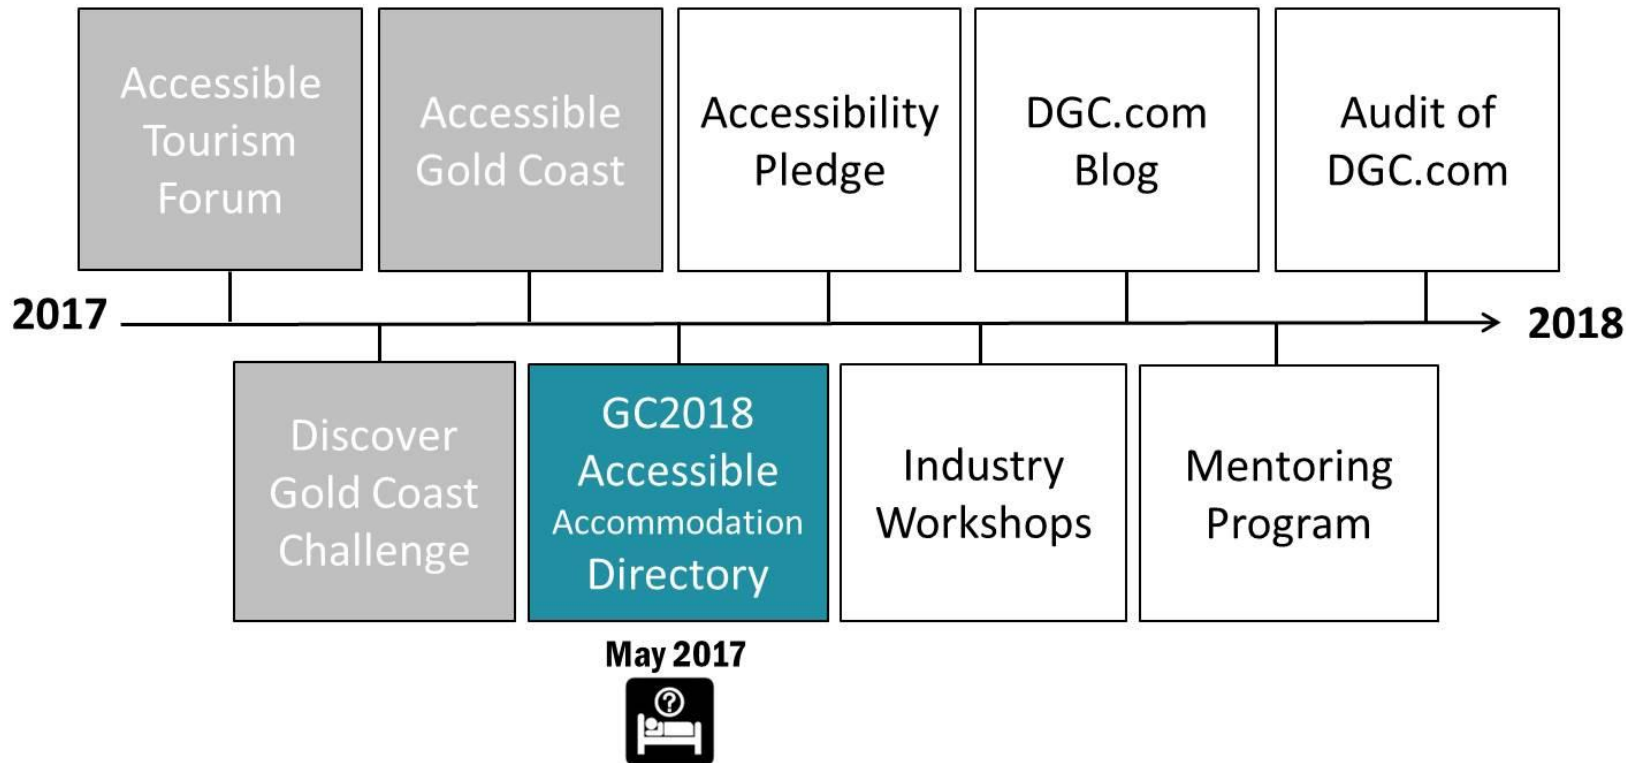 Accessible
Tourism
Forum
Accessible
Gold Coast
Accessibility
Pledge
DGC.com
Blog
Audit of
DGC.com
2017
2018
Discover
Gold Coast
Challenge
GC2018
Accessible
Accommodation
Directory
Industry
Workshops
Mentoring
Program
May 2017
?